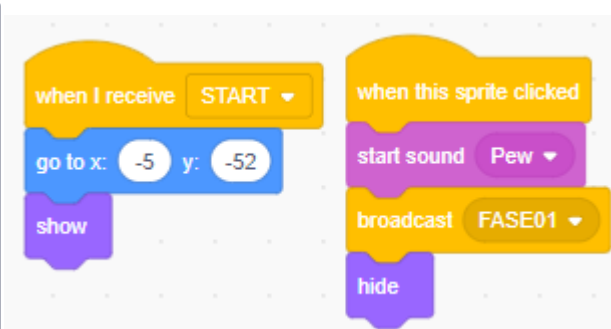 when I receive START
go to x: -5 y: -52
show
when this sprite clicked
start sound Pew
broadcast FASE01
hide